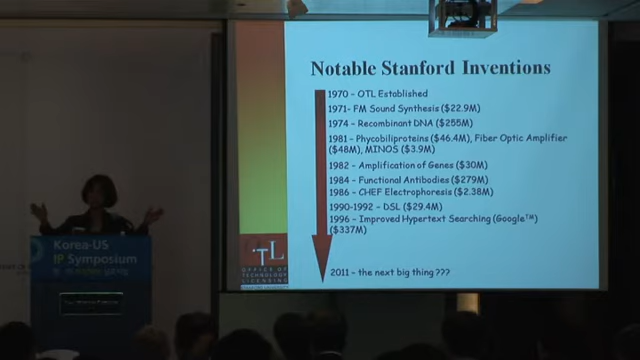 Notable Stanford Inventions
1970 – OTL Established
1971- FM Sound Synthesis ($22.9M)
1974 – Recombinant DNA ($255M)
1981 – Phycobiliproteins ($46.4M), Fiber Optic Amplifier
($48M), MINOS ($3.9M)
1982 – Amplification of Genes ($30M)
1984 – Functional Antibodies ($279M)
1986 – CHEF Electrophoresis ($2.38M)
1990-1992 – DSL ($29.4M)
1996 – Improved Hypertext Searching (Google™)
($337M)
2011 – the next big thing ???
OTL
OFFICE OF
TECHNOLOGY
LICENSING
Korea-US
IP Symposium